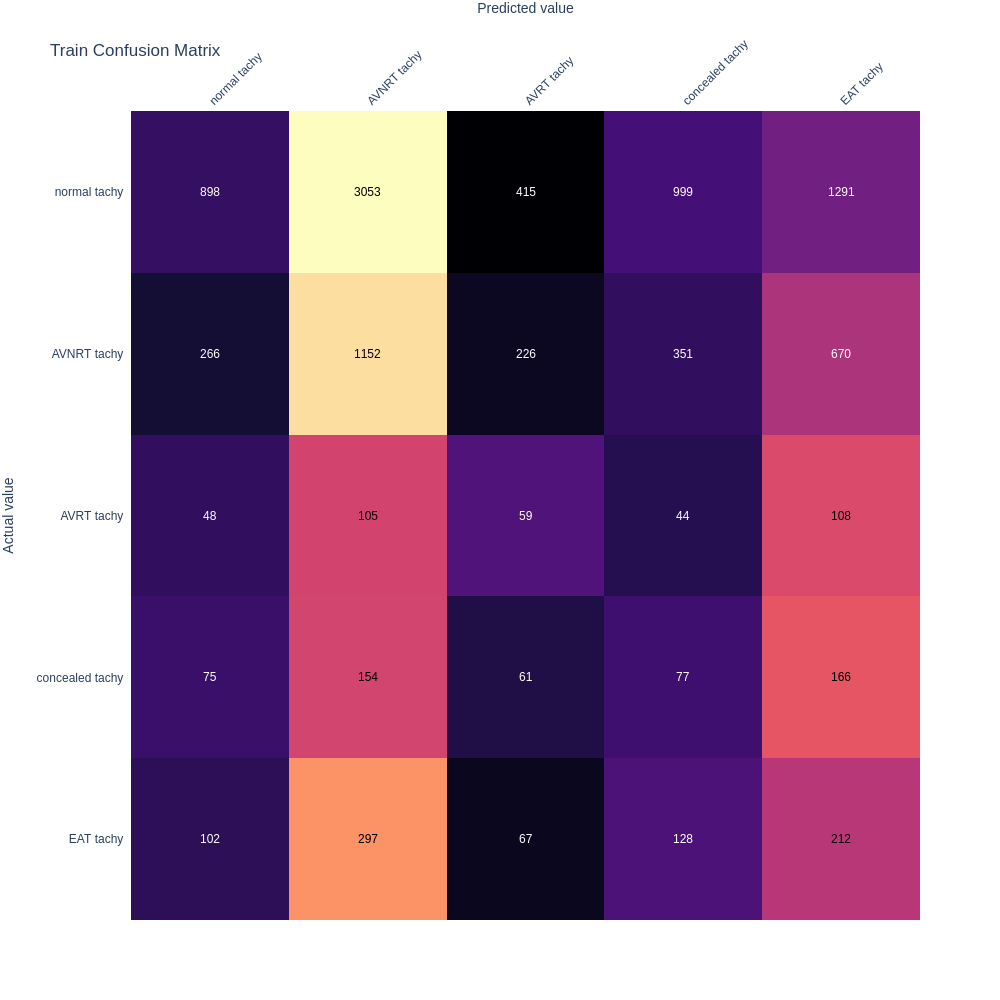 Predicted value
Train Confusion Matrix
normal tachy AVNRT tachy AVRT tachy concealed tachy EAT tachy
normal tachy 898 3053 415 999 1291
AVNRT tachy 266 1152 226 351 670
Actual value
AVRT tachy 48 105 59 44 108
concealed tachy 75 154 61 77 166
EAT tachy 102 297 67 128 212